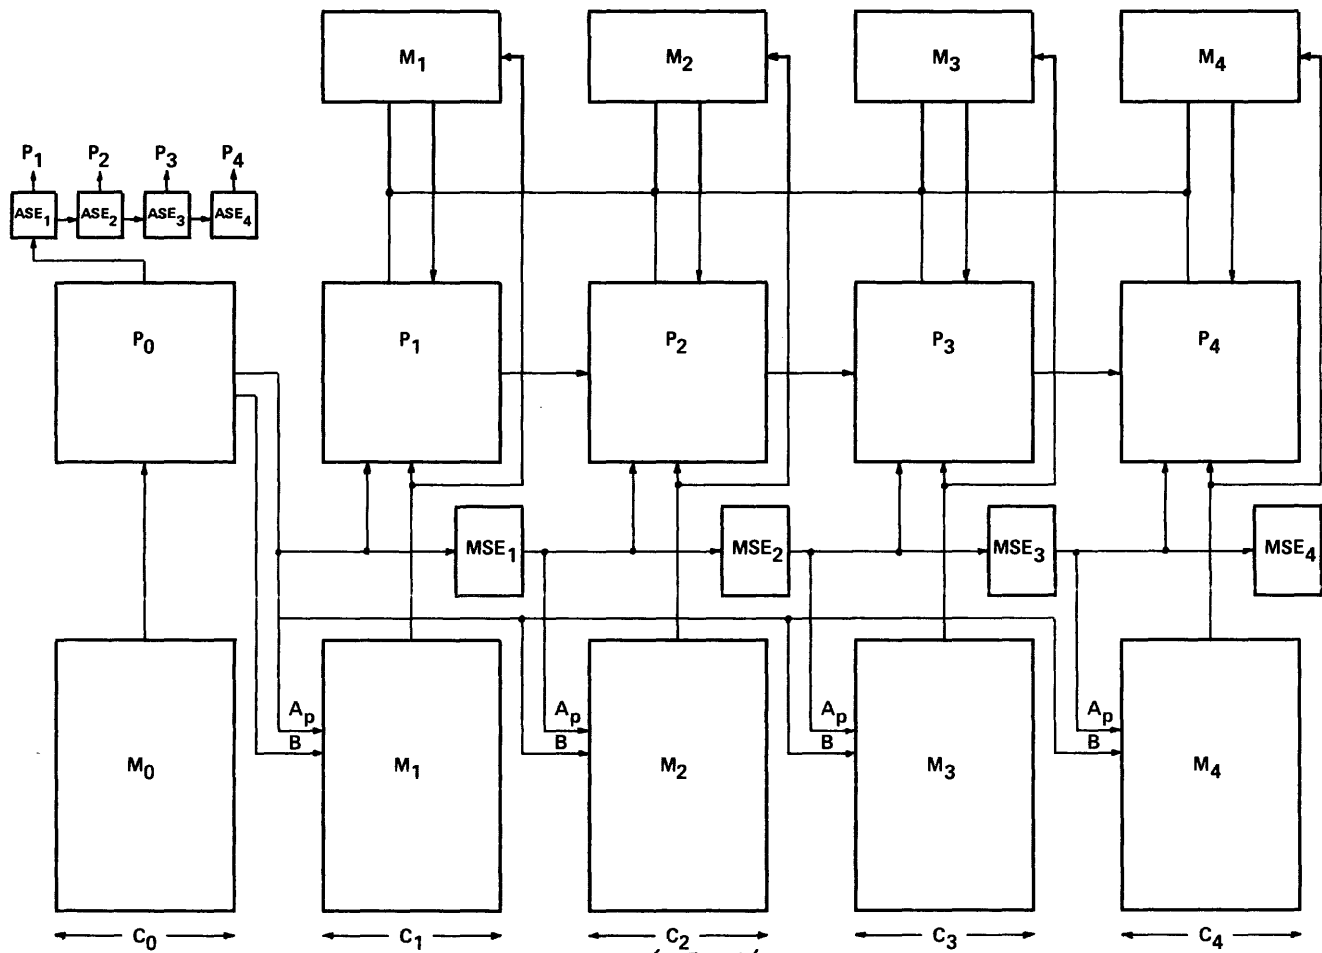 M1 M2 M3 M4
P1 P2 P3 P4
ASE1 ASE2 ASE3 ASE4
P0 P1 P2 P3 P4
MSE1 MSE2 MSE3 MSE4
Ap Ap Ap Ap
B B B B
M0 M1 M2 M3 M4
C0 C1 C2 C3 C4